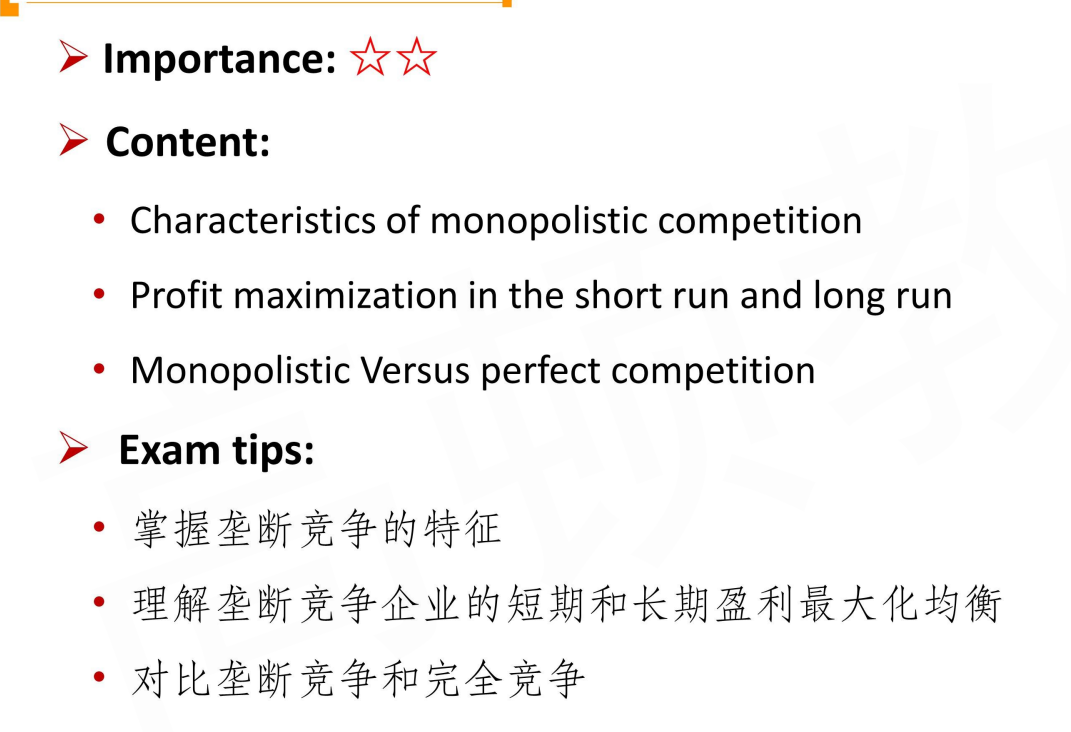 Importance: ☆☆
Content:
Characteristics of monopolistic competition
Profit maximization in the short run and long run
Monopolistic Versus perfect competition
Exam tips:
掌握垄断竞争的特征
理解垄断竞争企业的短期和长期盈利最大化均衡
对比垄断竞争和完全竞争
高顿教